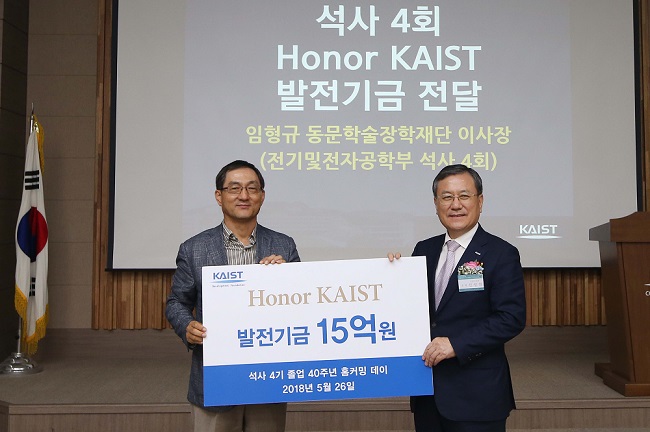 석사 4회
Honor KAIST
발전기금 전달
임형규 동문학술장학재단 이사장
(전기및전자공학부 석사 4회)
KAIST
KAIST
Honor KAIST
발전기금 15억원
석사 4기 졸업 40주년 홈커밍 데이
2018년 5월 26일